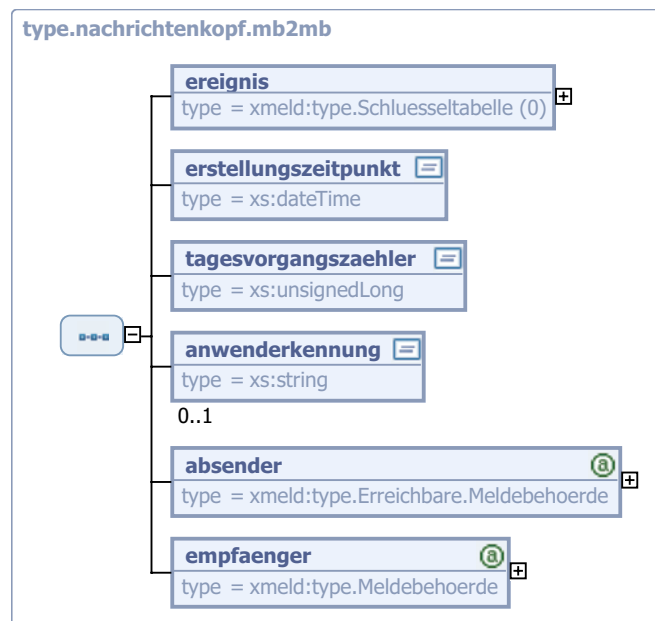 type.nachrichtenkopf.mb2mb
ereignis
type = xmeld:type.Schluesseltabelle (0)
erstellungszeitpunkt
type = xs:dateTime
tagesvorgangszaehler
type = xs:unsignedLong
anwenderkennung
type = xs:string
0..1
absender
type = xmeld:type.Erreichbare.Meldebehoerde
empfaenger
type = xmeld:type.Meldebehoerde